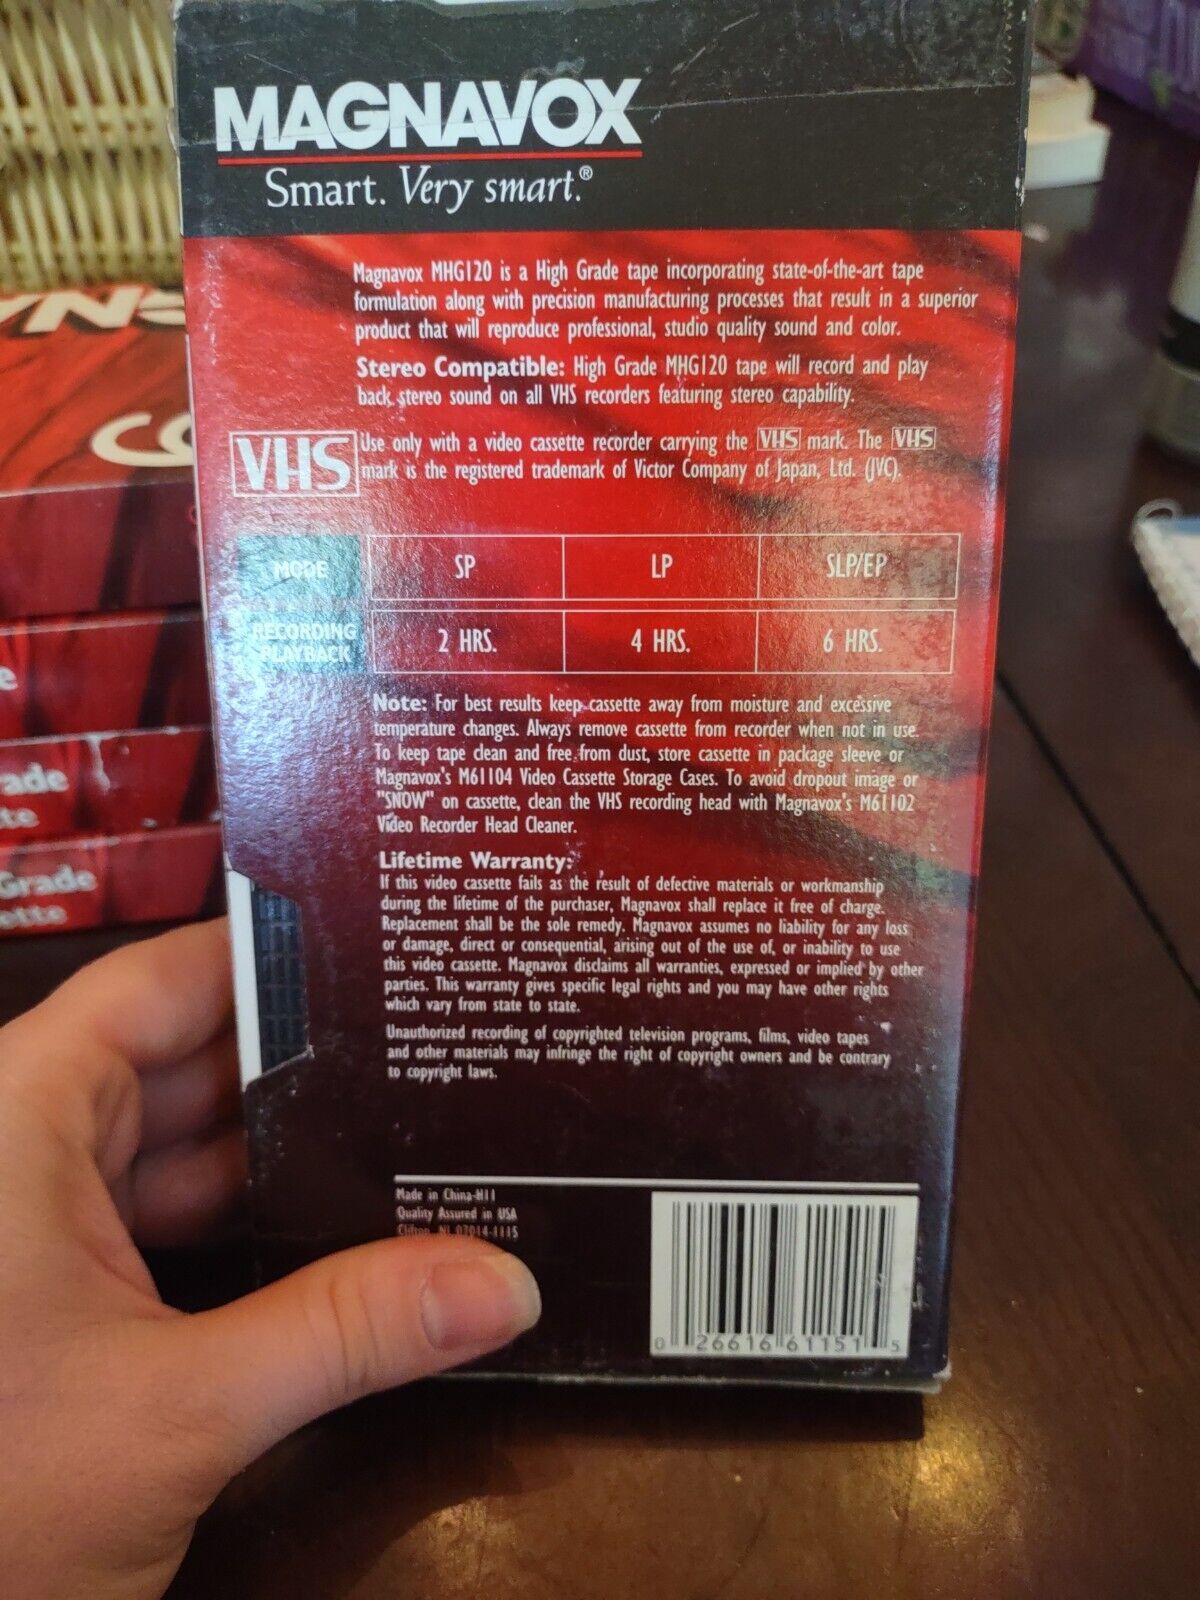 MAGNAVOX
Smart. Very smart.®
Magnavox MHG120 is a High Grade tape incorporating state-of-the-art tape
formulation along with precision manufacturing processes that result in a superior
product that will reproduce professional, studio quality sound and color.
Stereo Compatible: High Grade MHG120 tape will record and play
back stereo sound on all VHS recorders featuring stereo capability.
VHS
Use only with a video cassette recorder carrying the VHS mark. The VHS
mark is the registered trademark of Victor Company of Japan, Ltd. (JVC).
MODE SP LP SLP/EP
RECORDING
PLAYBACK 2 HRS. 4 HRS. 6 HRS.
Note: For best results keep cassette away from moisture and excessive
temperature changes. Always remove cassette from recorder when not in use.
To keep tape clean and free from dust, store cassette in package sleeve or
Magnavox's M61104 Video Cassette Storage Cases. To avoid dropout image or
"SNOW" on cassette, clean the VHS recording head with Magnavox's M61102
Video Recorder Head Cleaner.
Lifetime Warranty:
If this video cassette fails as the result of defective materials or workmanship
during the lifetime of the purchaser, Magnavox shall replace it free of charge.
Replacement shall be the sole remedy. Magnavox assumes no liability for any loss
or damage, direct or consequential, arising out of the use of, or inability to use
this video cassette. Magnavox disclaims all warranties, expressed or implied by other
parties. This warranty gives specific legal rights and you may have other rights
which vary from state to state.
Unauthorized recording of copyrighted television programs, films, video tapes
and other materials may infringe the right of copyright owners and be contrary
to copyright laws.
Made in China-H11
Quality Assured in USA
Clifton, NJ 07014-1115
0 26616 61151 5
ade
Grade